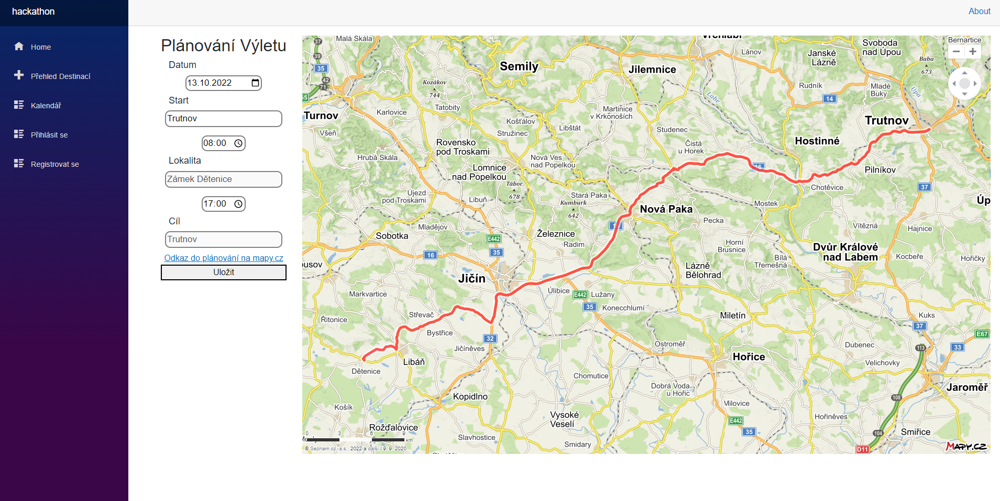 hackathon
About
Home
Přehled Destinací
Kalendář
Přihlásit se
Registrovat se
Plánování Výletu
Datum
13.10.2022
Start
Trutnov
08:00
Lokalita
Zámek Dětenice
17:00
Cíl
Trutnov
Odkaz do plánování na mapy.cz
Uložit
Malá Skála
Vrchlabí
Svoboda
nad Úpou
Bernartice
37
39
35
42
71
Semily
Jilemnice
Lánov
Janské
Lázně
Baba
673
Kozákov
744
Rudník
Mladé
Buky
Úpa
14
Labe
Tatobity
Karlovice
Turnov
Všeň
Martinice
v Krkonoších
Košťálov
Libštát
Stružinec
Studenec
Trutnov
Hostinné
Čistá
u Horek
Rovensko
pod Troskami
Hrubá Skála
Nová Ves
nad Popelkou
Lomnice
nad Popelkou
Tábor
678
16
Pilníkov
Chotěvice
37
Úp
Újezd
pod Troskami
Libuň
Stará Paka
Kumburk
642
Nová Paka
Mostek
Pecka
Vítězná
Hajnice
Mladějov
Sobotka
Železnice
Radim
E442
35
16
Horní
Brusnice
Bílá
Třemešná
Dvůr Králové
nad Labem
Kocbeře
Hořičky
ousov
Jičín
Lázně
Bělohrad
Úlibice
E442
Lužany
35
Konecchlumí
Markvartice
Střevač
Řitonice
Bystřice
Miletín
Kuks
37
E67
32
Jičíněves
Ostroměř
Dubenec
113
33
Libáň
Dětenice
Hořice
Velichovky
Chomutice
Dobrá Voda
u Hořic
Jaroměř
Kopidlno
Košík
Milovice
108
Vysoké
Veselí
Hořiněves
E442
35
Rožďalovice
Slavhostice
104
Smiřice
Smidary
D11
0 3 6 9 km
© Seznam.cz, a.s., 2022 a další | 9. 9. 2020
Mapy.cz